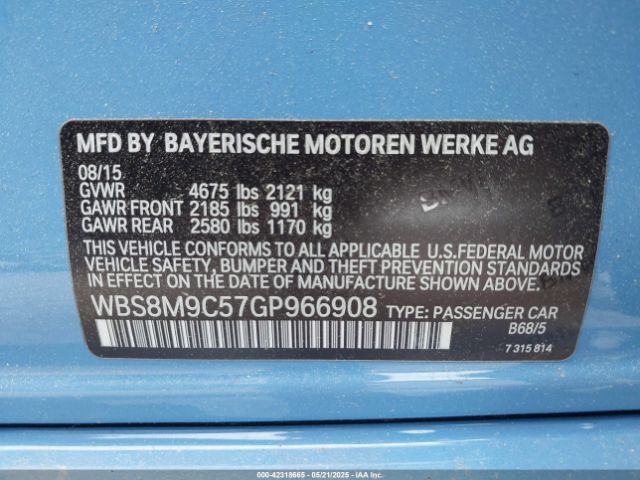 MFD BY BAYERISCHE MOTOREN WERKE AG
08/15
GVWR 4675 lbs 2121 kg
GAWR FRONT 2185 lbs 991 kg
GAWR REAR 2580 lbs 1170 kg
THIS VEHICLE CONFORMS TO ALL APPLICABLE U.S.FEDERAL MOTOR
VEHICLE SAFETY, BUMPER AND THEFT PREVENTION STANDARDS
IN EFFECT ON THE DATE OF MANUFACTURE SHOWN ABOVE.
WBS8M9C57GP966908 TYPE: PASSENGER CAR
B68/5
7 315 814
000-42318665 - 05/21/2025 - IAAI.COM